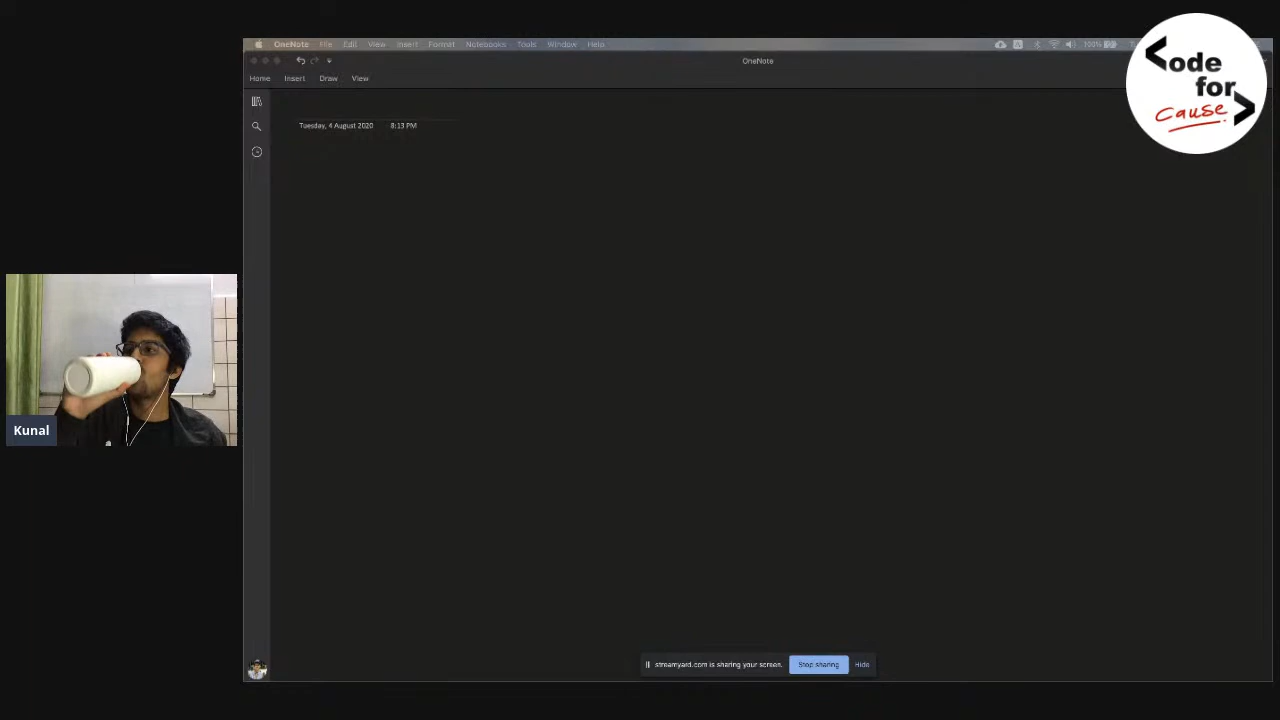 OneNote File Edit View Insert Format Notebooks Tools Window Help 100%
OneNote
Home Insert Draw View
Tuesday, 4 August 2020 8:13 PM
<ode
for
cause >
Kunal
streamyard.com is sharing your screen. Stop sharing Hide